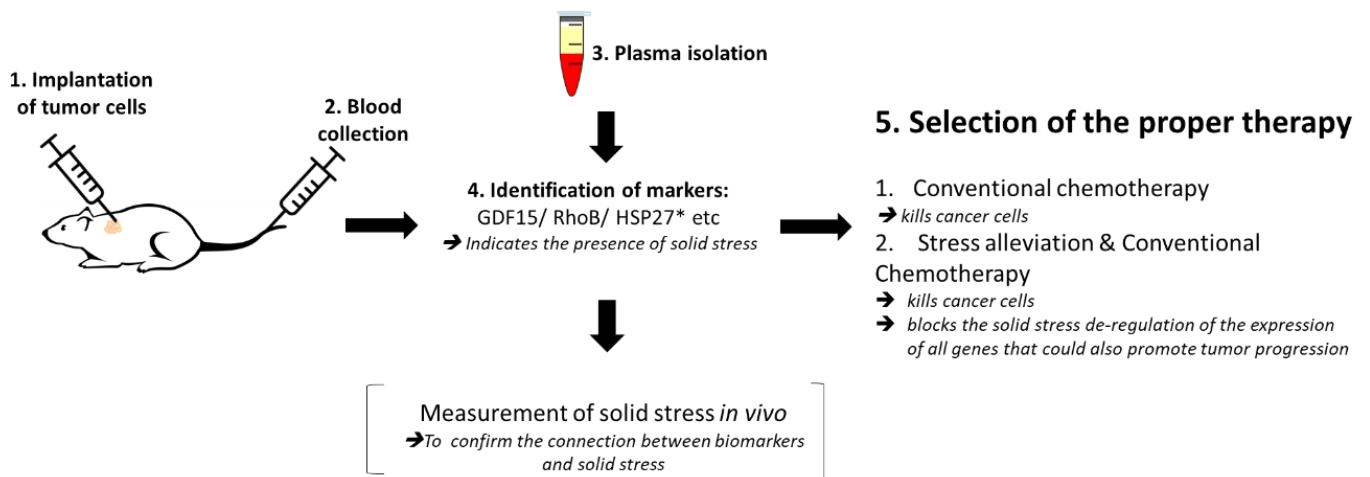 1. Implantation
of tumor cells
2. Blood
collection
3. Plasma isolation
4. Identification of markers:
GDF15/ RhoB/ HSP27* etc
➔ Indicates the presence of solid stress
Measurement of solid stress in vivo
➔To confirm the connection between biomarkers
and solid stress
5. Selection of the proper therapy
1. Conventional chemotherapy
➔ kills cancer cells
2. Stress alleviation & Conventional
Chemotherapy
➔ kills cancer cells
➔ blocks the solid stress de-regulation of the expression
of all genes that could also promote tumor progression